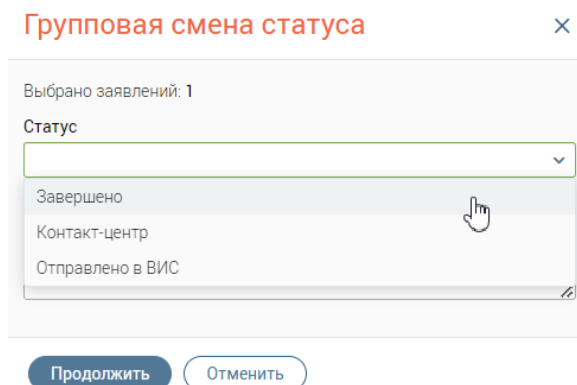 Групповая смена статуса
Выбрано заявлений: 1
Статус
Завершено
Контакт-центр
Отправлено в ВИС
Продолжить
Отменить